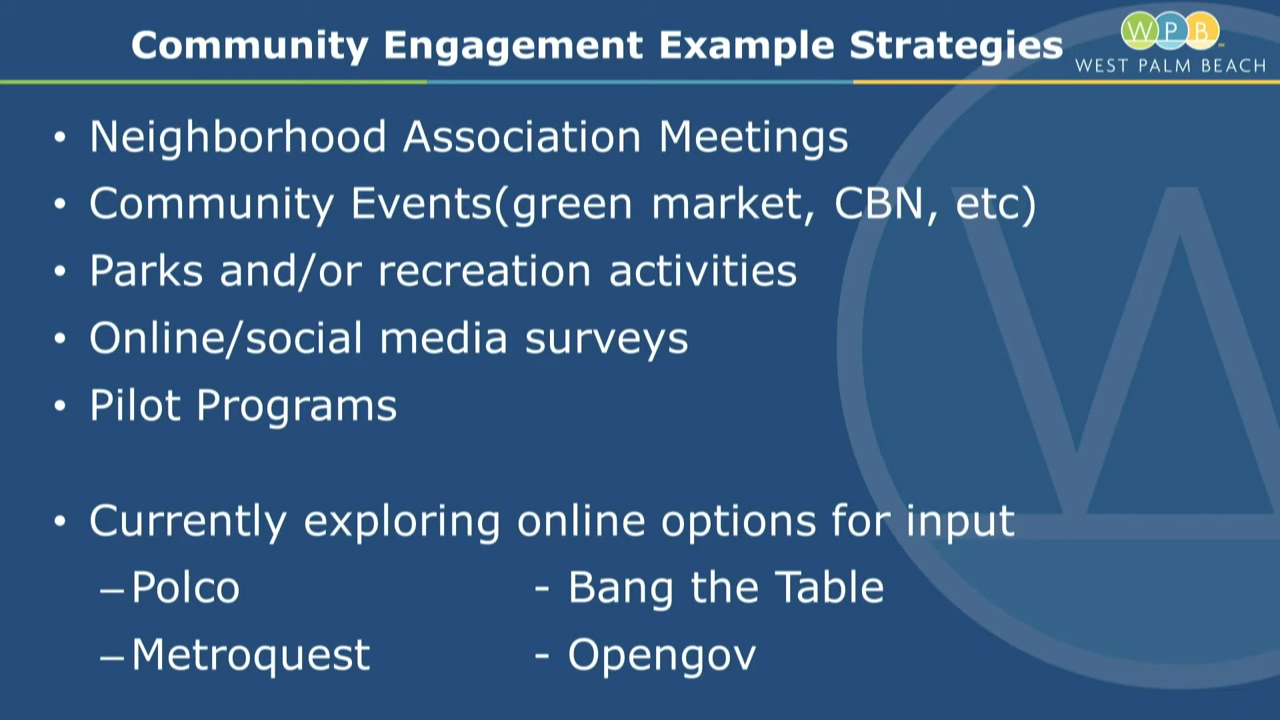 Community Engagement Example Strategies
WPB
WEST PALM BEACH
• Neighborhood Association Meetings
• Community Events(green market, CBN, etc)
• Parks and/or recreation activities
• Online/social media surveys
• Pilot Programs
• Currently exploring online options for input
–Polco - Bang the Table
–Metroquest - Opengov